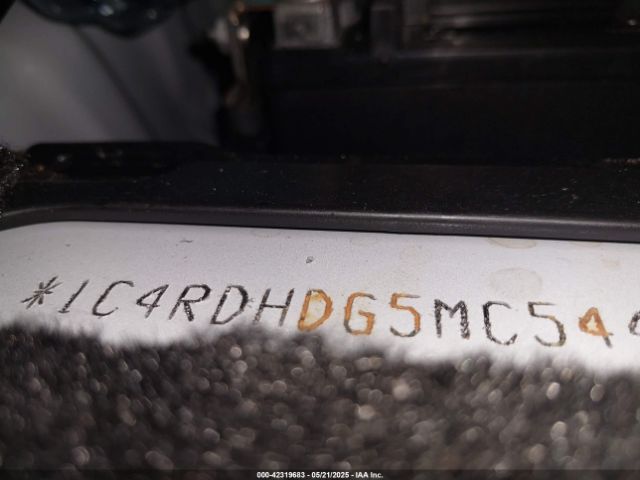 *1C4RDHDG5MC54
000-42319683 - 05/21/2025 - IAA Inc.